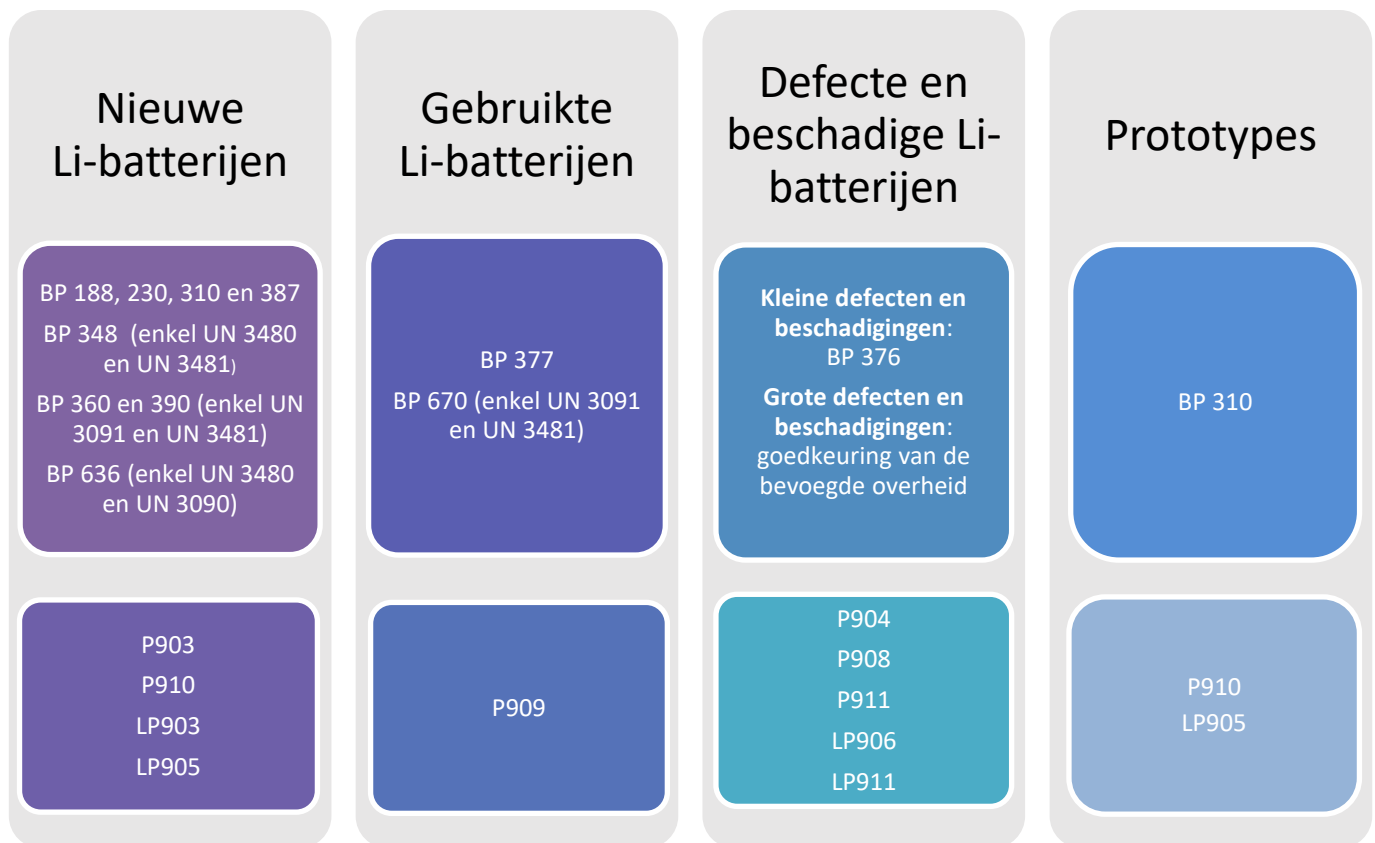 Nieuwe
Li-batterijen
BP 188, 230, 310 en 387
BP 348  (enkel UN 3480
en UN 3481)
BP 360 en 390 (enkel UN
3091 en UN 3481)
BP 636 (enkel UN 3480
en UN 3090)
P903
P910
LP903
LP905
Gebruikte
Li-batterijen
BP 377
BP 670 (enkel UN 3091
en UN 3481)
P909
Defecte en
beschadige Li-
batterijen
Kleine defecten en
beschadigingen:
BP 376
Grote defecten en
beschadigingen:
goedkeuring van de
bevoegde overheid
P904
P908
P911
LP906
LP911
Prototypes
BP 310
P910
LP905